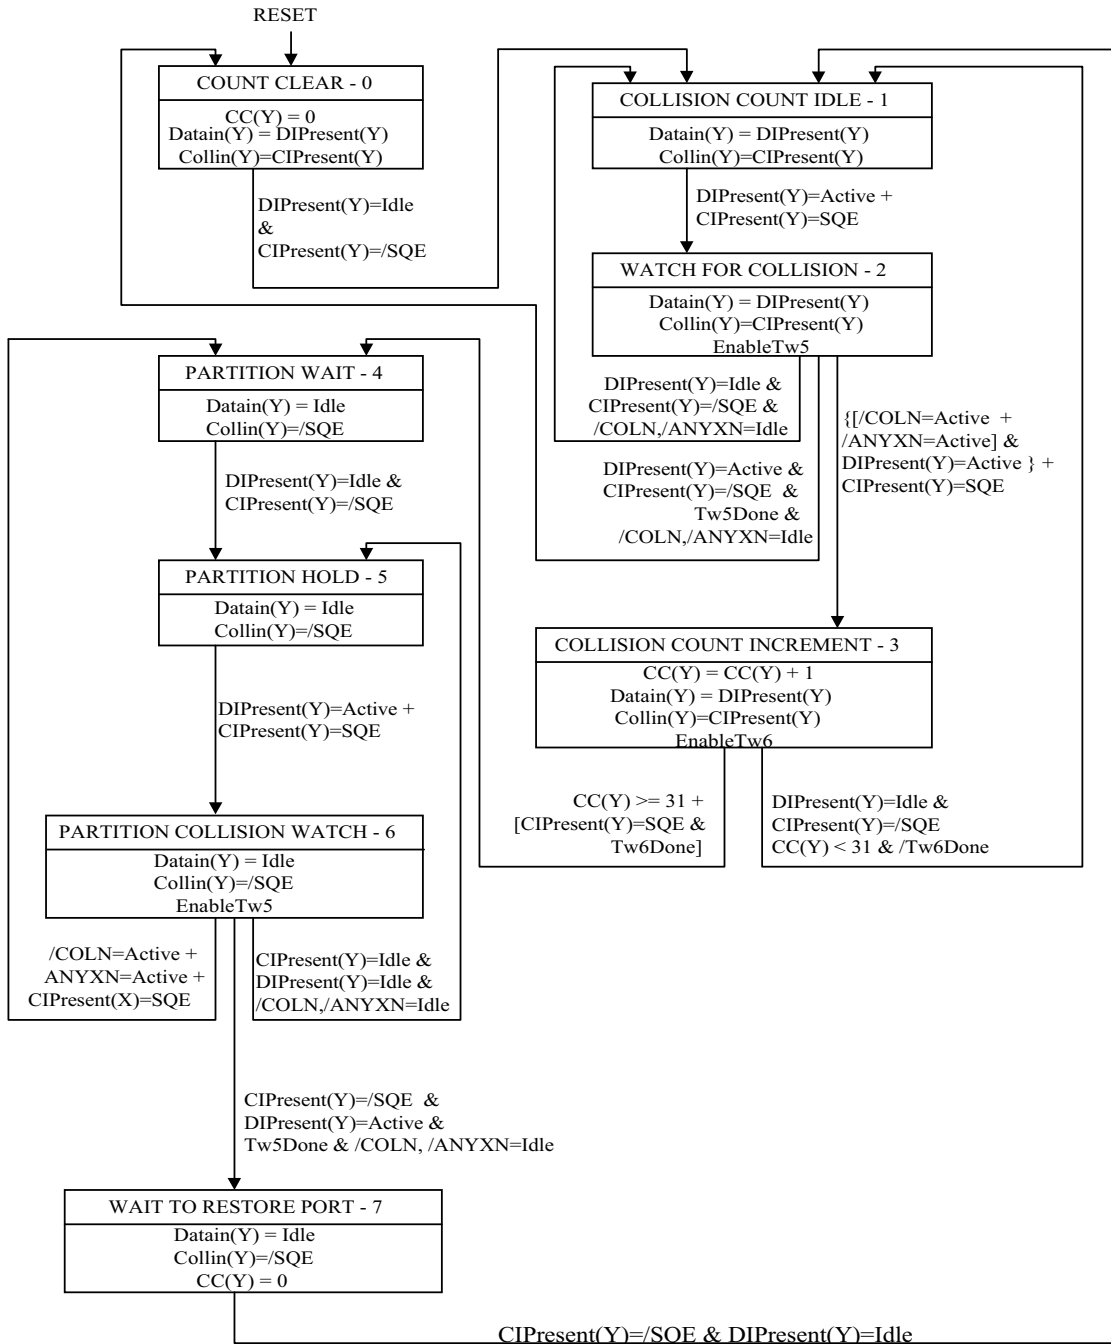 RESET
COUNT CLEAR - 0
CC(Y) = 0
Datain(Y) = DIPresent(Y)
Collin(Y)=CIPresent(Y)
DIPresent(Y)=Idle
&
CIPresent(Y)=/SQE
COLLISION COUNT IDLE - 1
Datain(Y) = DIPresent(Y)
Collin(Y)=CIPresent(Y)
DIPresent(Y)=Active +
CIPresent(Y)=SQE
WATCH FOR COLLISION - 2
Datain(Y) = DIPresent(Y)
Collin(Y)=CIPresent(Y)
EnableTw5
DIPresent(Y)=Idle &
CIPresent(Y)=/SQE &
/COLN,/ANYXN=Idle
DIPresent(Y)=Active &
CIPresent(Y)=/SQE &
Tw5Done &
/COLN,/ANYXN=Idle
{[/COLN=Active +
/ANYXN=Active] &
DIPresent(Y)=Active } +
CIPresent(Y)=SQE
COLLISION COUNT INCREMENT - 3
CC(Y) = CC(Y) + 1
Datain(Y) = DIPresent(Y)
Collin(Y)=CIPresent(Y)
EnableTw6
CC(Y) >= 31 +
[CIPresent(Y)=SQE &
Tw6Done]
DIPresent(Y)=Idle &
CIPresent(Y)=/SQE
CC(Y) < 31 & /Tw6Done
PARTITION WAIT - 4
Datain(Y) = Idle
Collin(Y)=/SQE
DIPresent(Y)=Idle &
CIPresent(Y)=/SQE
PARTITION HOLD - 5
Datain(Y) = Idle
Collin(Y)=/SQE
DIPresent(Y)=Active +
CIPresent(Y)=SQE
PARTITION COLLISION WATCH - 6
Datain(Y) = Idle
Collin(Y)=/SQE
EnableTw5
/COLN=Active +
ANYXN=Active +
CIPresent(X)=SQE
CIPresent(Y)=Idle &
DIPresent(Y)=Idle &
/COLN,/ANYXN=Idle
CIPresent(Y)=/SQE &
DIPresent(Y)=Active &
Tw5Done & /COLN, /ANYXN=Idle
WAIT TO RESTORE PORT - 7
Datain(Y) = Idle
Collin(Y)=/SQE
CC(Y) = 0
CIPresent(Y)=/SQE & DIPresent(Y)=Idle